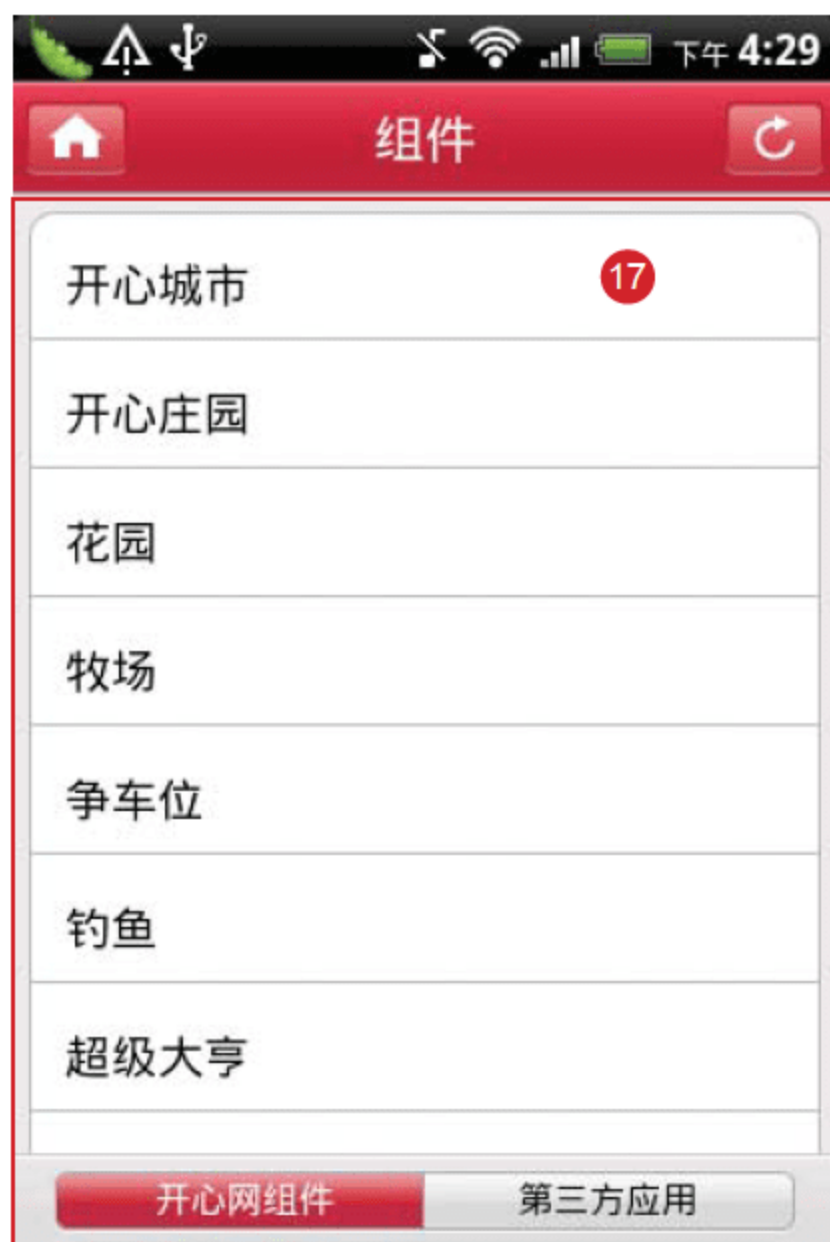 下午 4:29
组件
开心城市 17
开心庄园
花园
牧场
争车位
钓鱼
超级大亨
开心网组件 第三方应用